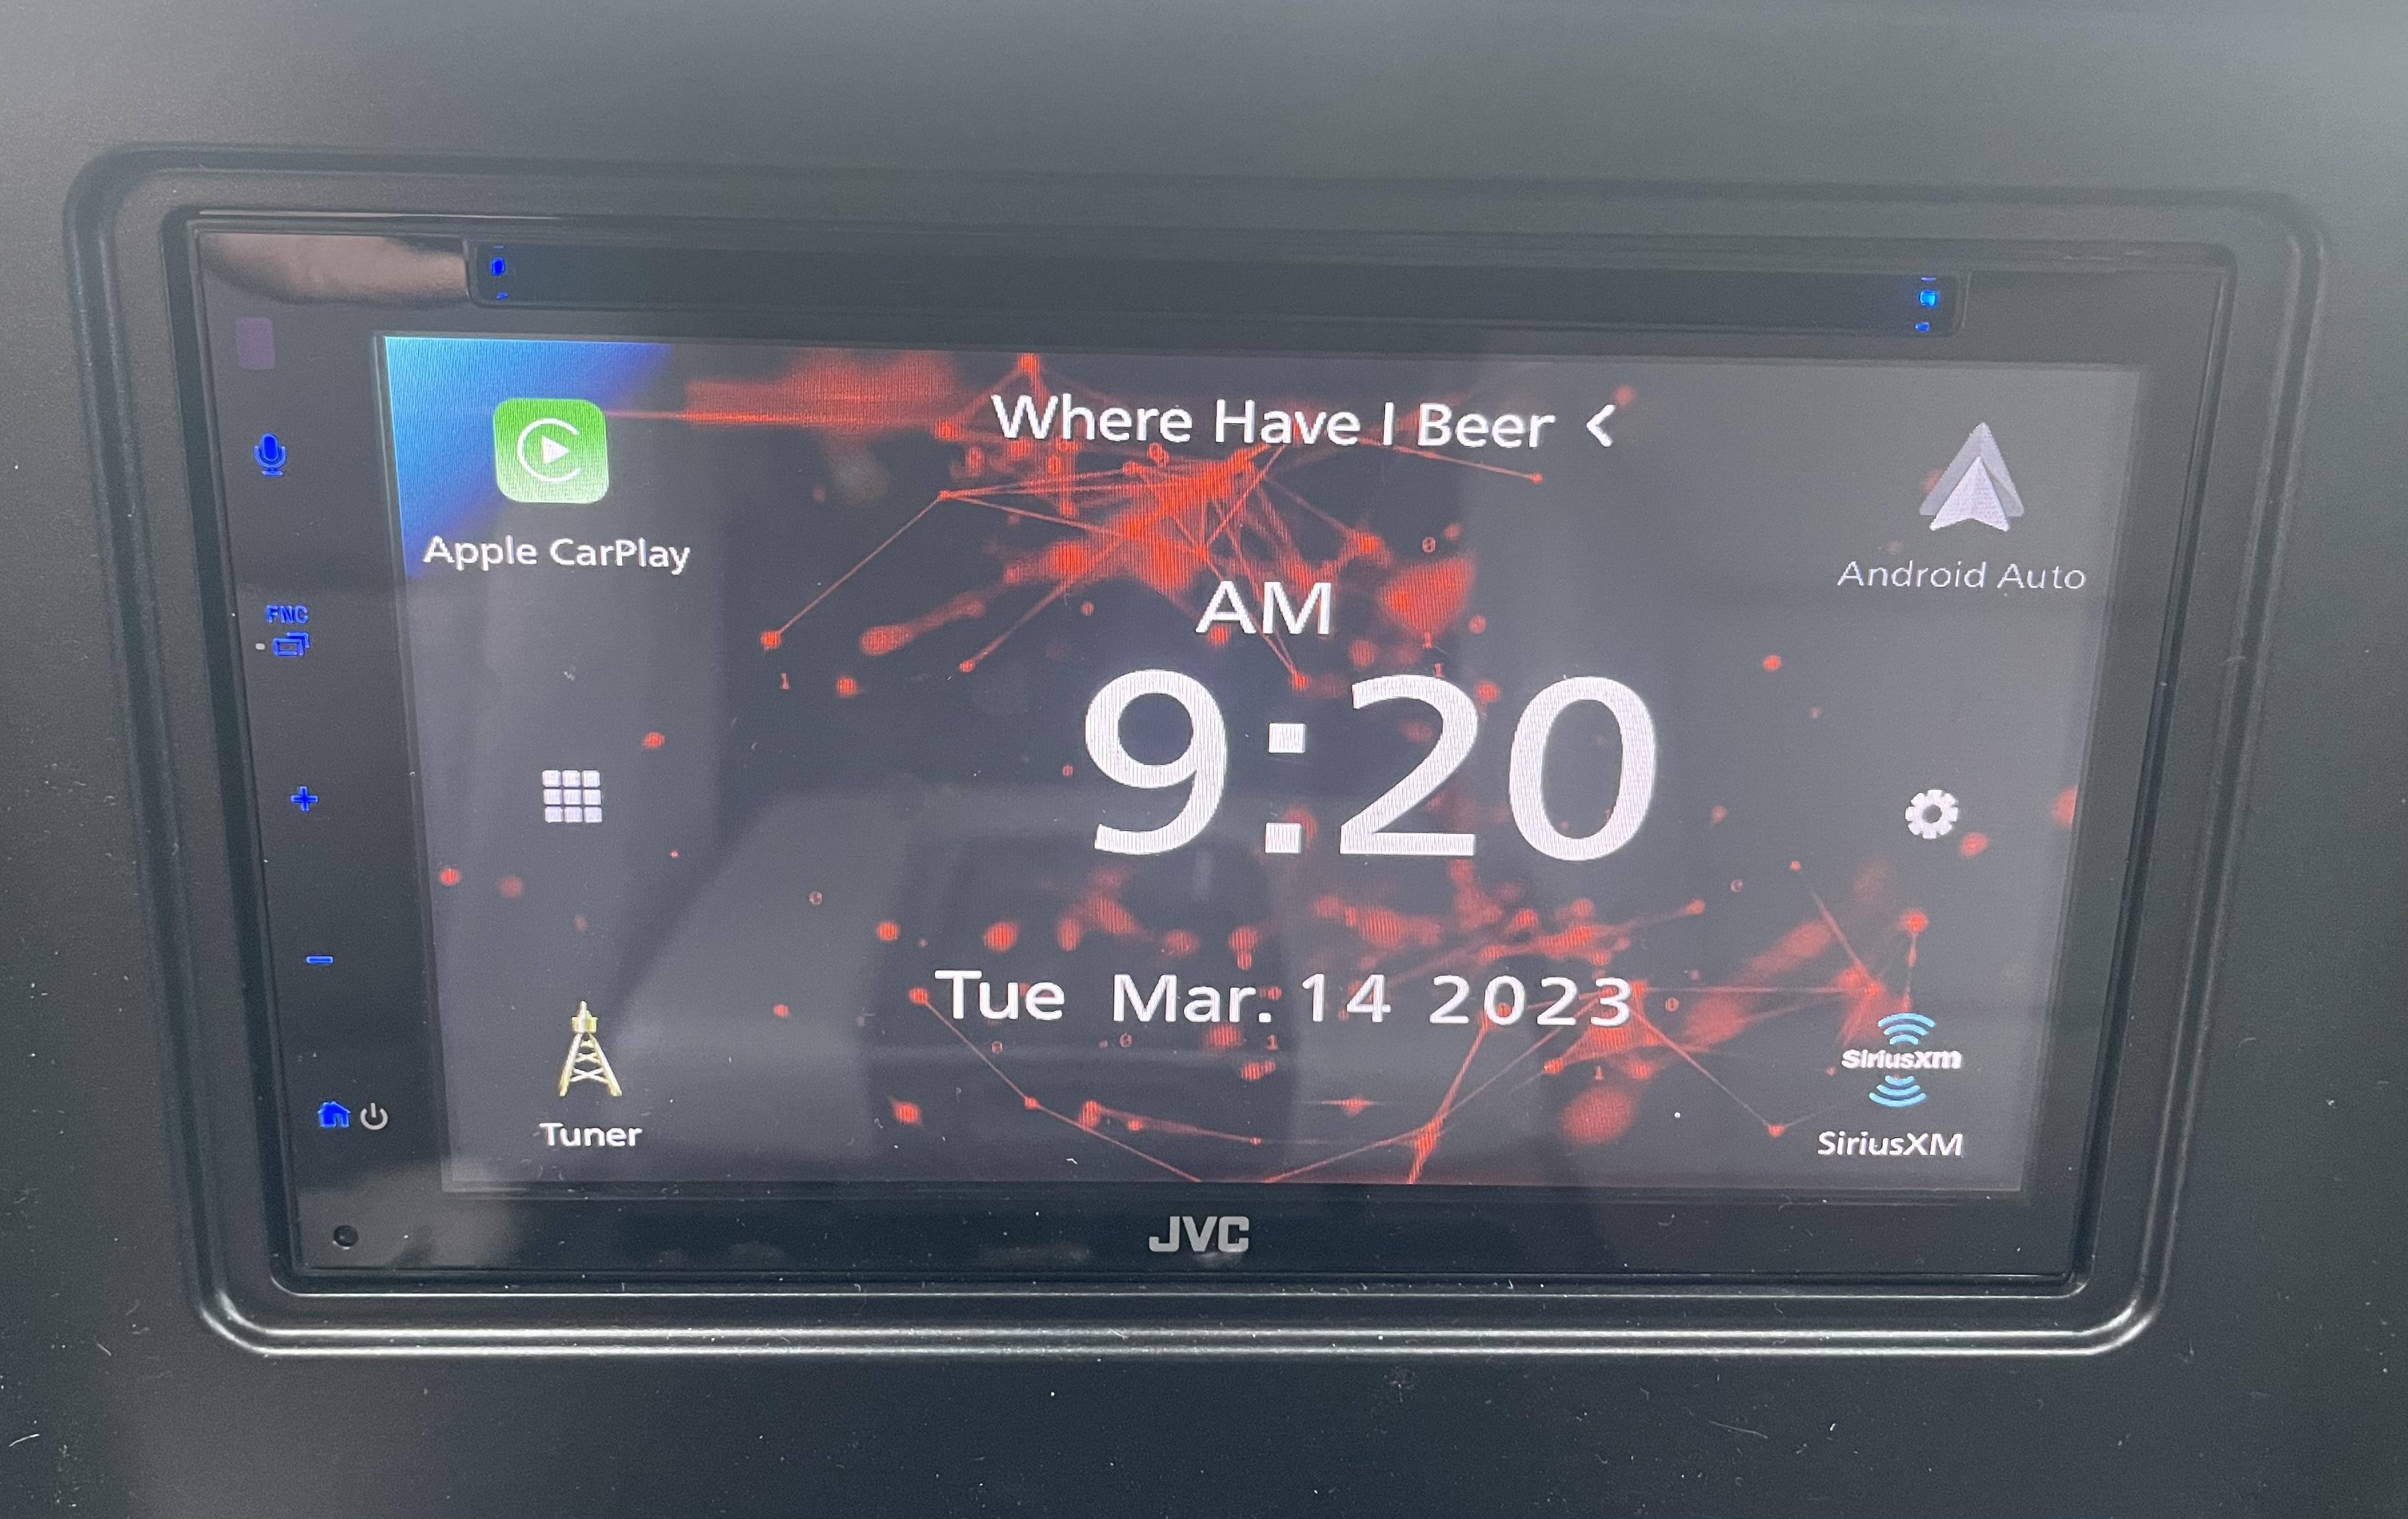 Where Have I Beer <
Apple CarPlay
Android Auto
FNC
AM
9:20
Tue Mar. 14 2023
SiriusXm
Tuner
SiriusXM
JVC